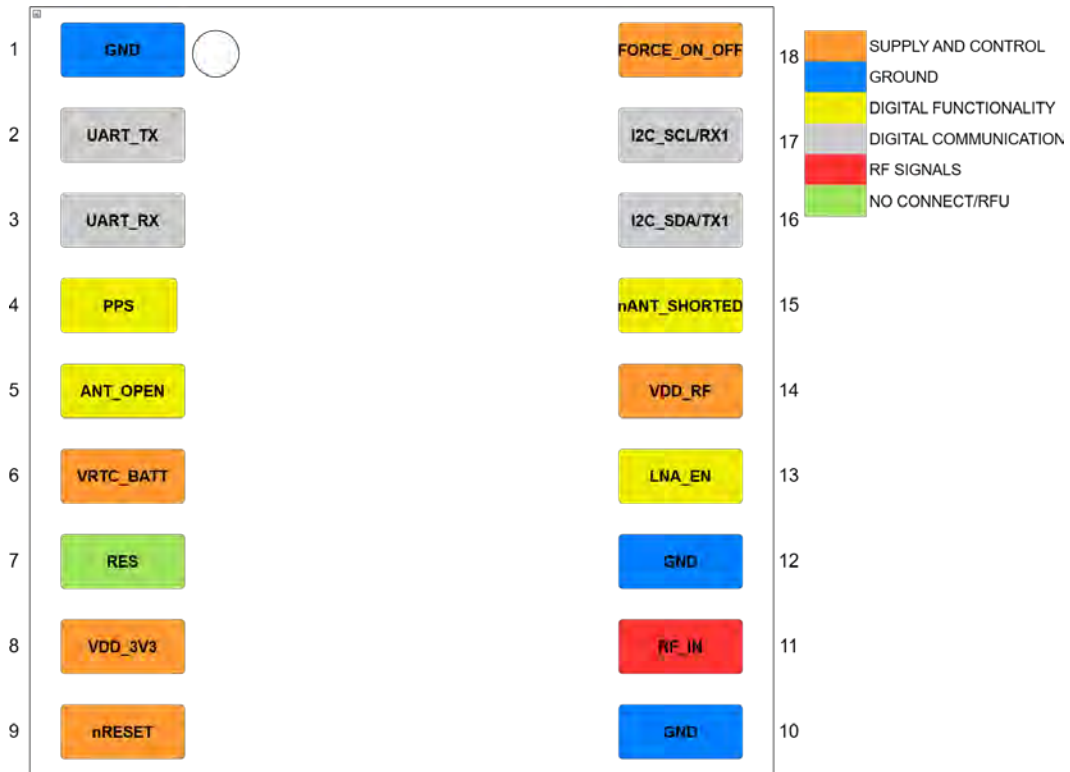 1 GND FORCE_ON_OFF 18
2 UART_TX I2C_SCL/RX1 17
3 UART_RX I2C_SDA/TX1 16
4 PPS nANT_SHORTED 15
5 ANT_OPEN VDD_RF 14
6 VRTC_BATT LNA_EN 13
7 RES GND 12
8 VDD_3V3 RF_IN 11
9 nRESET GND 10
SUPPLY AND CONTROL
GROUND
DIGITAL FUNCTIONALITY
DIGITAL COMMUNICATION
RF SIGNALS
NO CONNECT/RFU